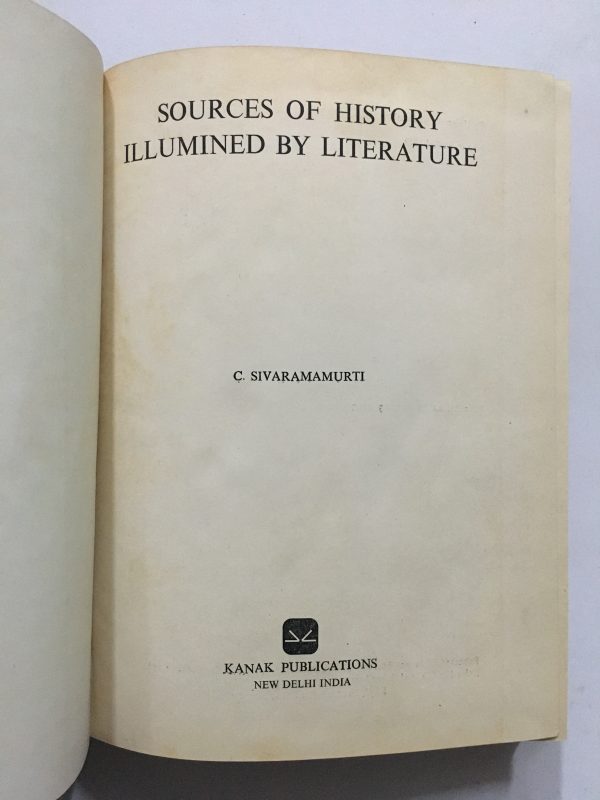 SOURCES OF HISTORY
ILLUMINED BY LITERATURE
C. SIVARAMAMURTI
KANAK PUBLICATIONS
NEW DELHI INDIA